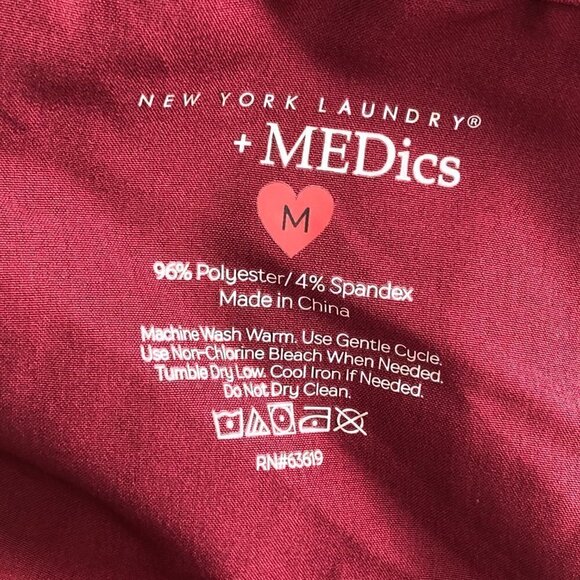 NEW YORK LAUNDRY®
+ MEDics
M
96% Polyester/4% Spandex
Made in China
Machine Wash Warm. Use Gentle Cycle.
Use Non-Chlorine Bleach When Needed.
Tumble Dry Low. Cool Iron If Needed.
Do Not Dry Clean.
RN#63619